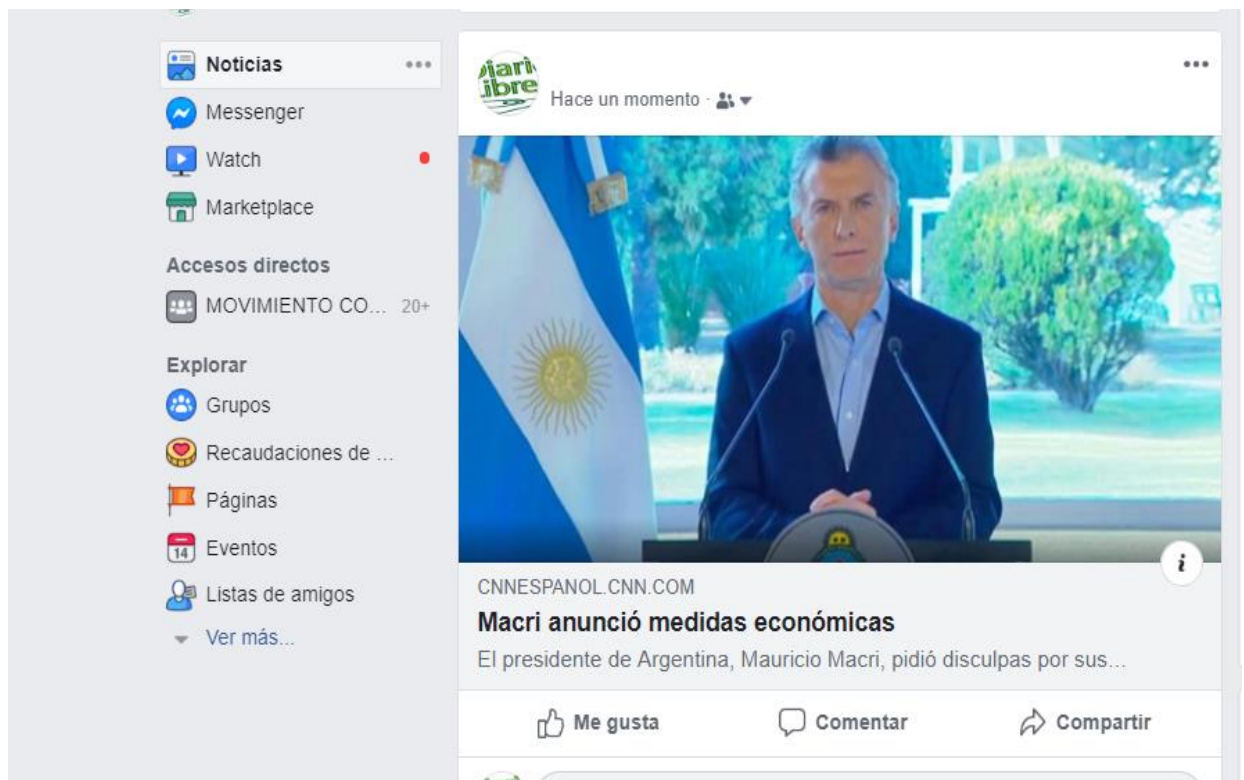 Noticias
Messenger
Watch
Marketplace
Accesos directos
MOVIMIENTO CO... 20+
Explorar
Grupos
Recaudaciones de ...
Páginas
14
Eventos
Listas de amigos
Ver más...
Diario
Libre
Hace un momento ·
i
CNNESPANOL.CNN.COM
Macri anunció medidas económicas
El presidente de Argentina, Mauricio Macri, pidió disculpas por sus...
Me gusta Comentar Compartir